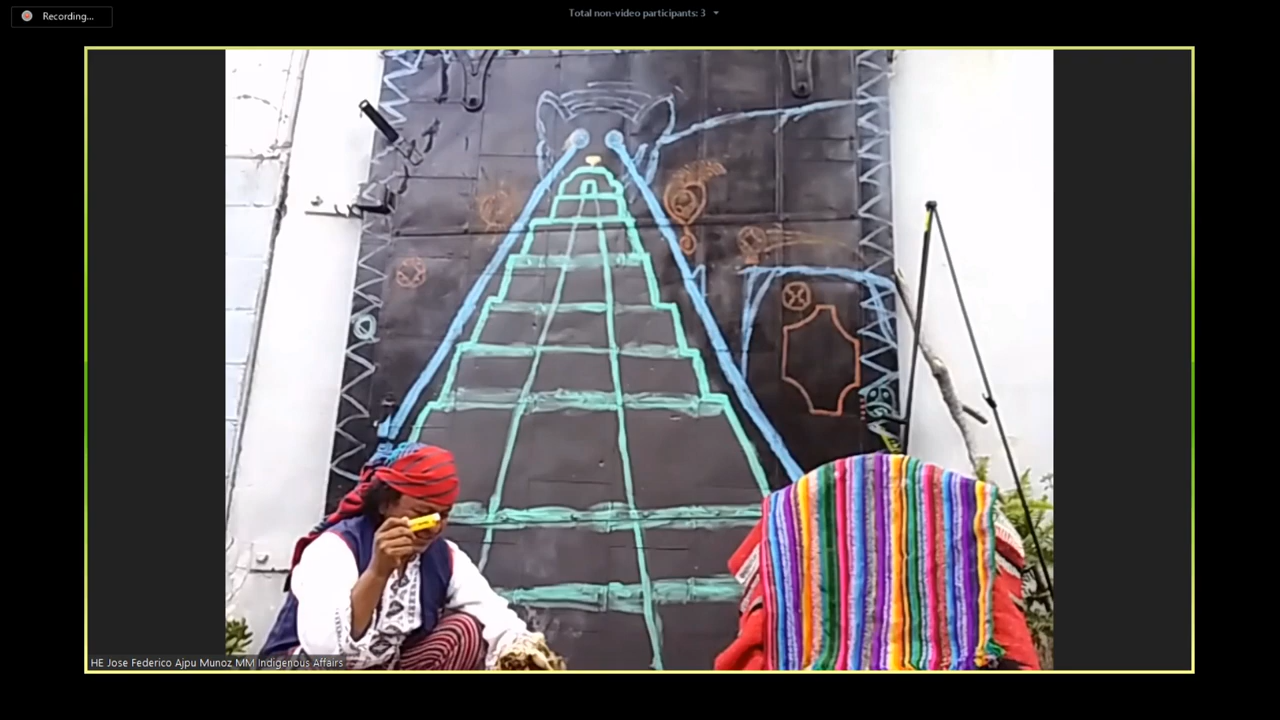 Recording...
Total non-video participants: 3
HE Jose Federico Ajpu Munoz MM Indigenous Affairs